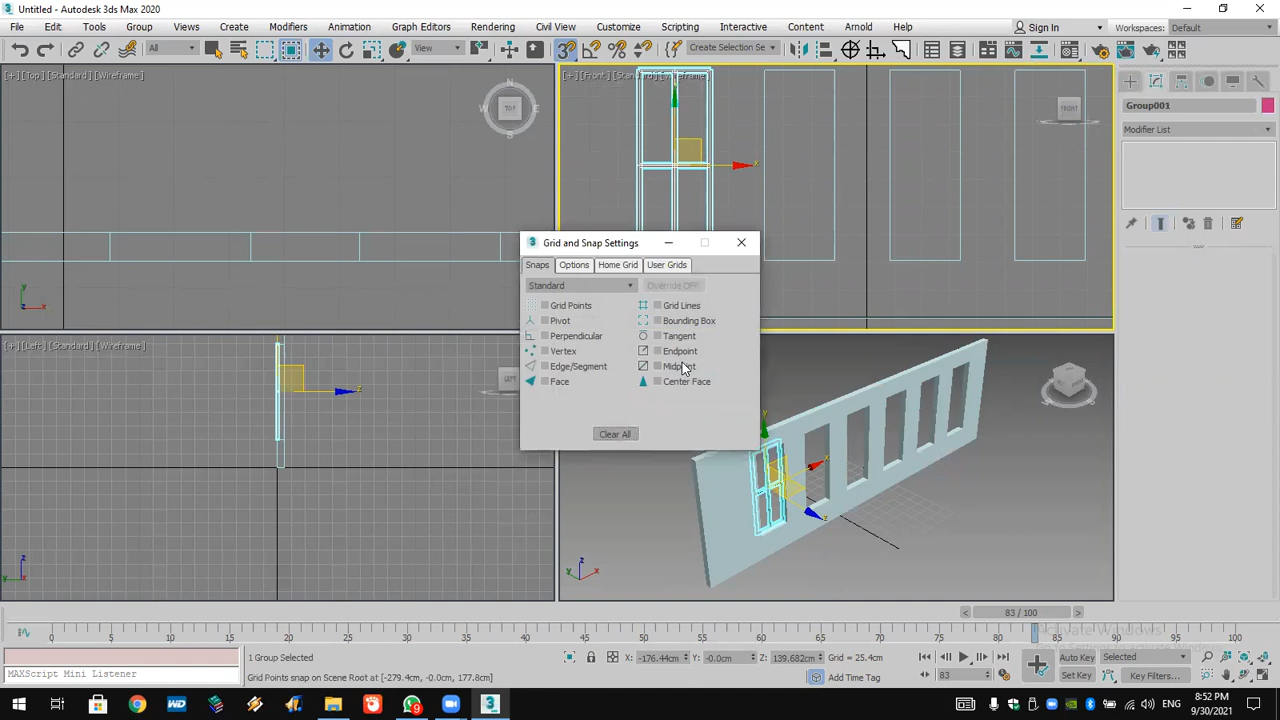 Untitled - Autodesk 3ds Max 2020
File Edit Tools Group Views Create Modifiers Animation Graph Editors Rendering Civil View Customize Scripting Interactive Content Arnold Help
Sign In
Workspaces: Default
All
View
Create Selection Se
[+] [Top] [Standard] [Wireframe]
N
W TOP E
S
[+] [Front] [Standard] [Wireframe]
FRONT
x
Group001
Modifier List
Grid and Snap Settings
Snaps Options Home Grid User Grids
Standard
Override OFF
Grid Points Grid Lines
Pivot Bounding Box
Perpendicular Tangent
Vertex Endpoint
Edge/Segment Midpoint
Face Center Face
Clear All
[+] [Left] [Standard] [Wireframe]
LEFT
z
y
x
z
83 / 100
0 5 10 15 20 25 30 35 40 45 50 55 60 65 70 75 80 85 90 95 100
Activate Windows
MAXScript Mini Listener
1 Group Selected
Grid Points snap on Scene Root at [-279.4cm, -0.0cm, 177.8cm]
X: -176.44cm Y: -0.0cm Z: 139.682cm Grid = 25.4cm
Add Time Tag
83
Auto Key Selected
Set Key Key Filters...
9
ENG
8:52 PM
9/30/2021